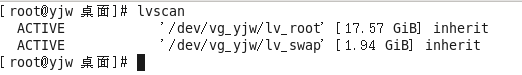 [root@yjw 桌面]# lvscan
  ACTIVE            '/dev/vg_yjw/lv_root' [17.57 GiB] inherit
  ACTIVE            '/dev/vg_yjw/lv_swap' [1.94 GiB] inherit
[root@yjw 桌面]#